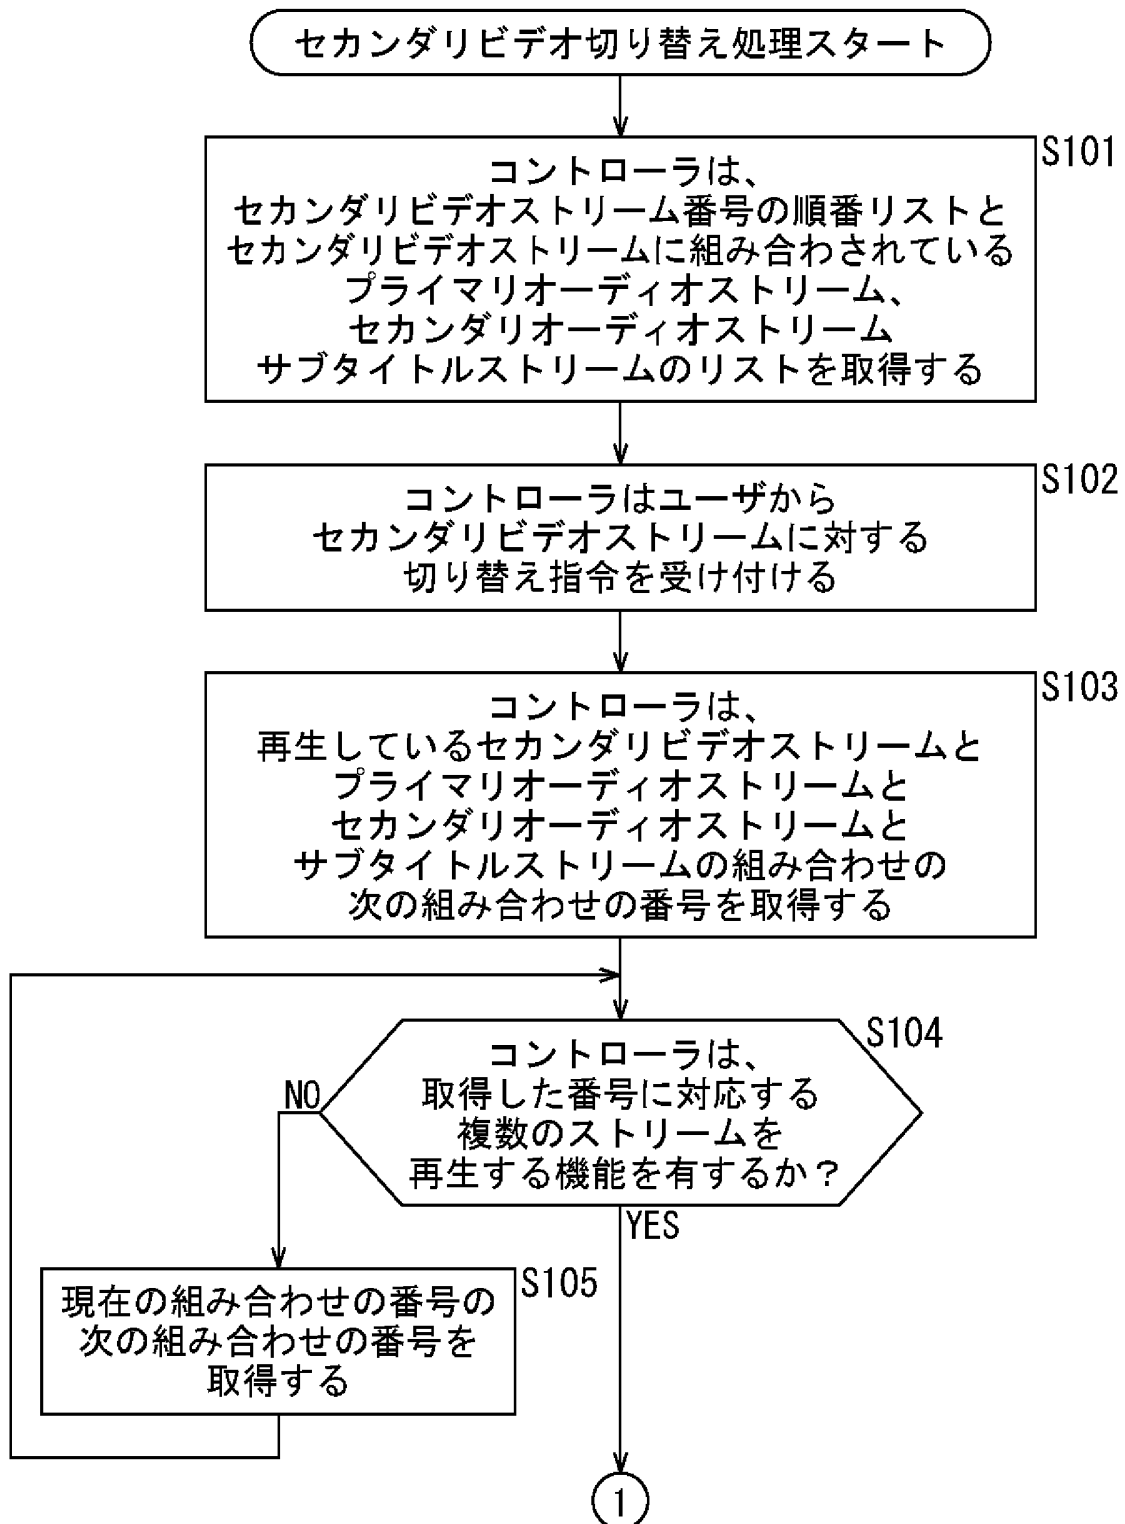 セカンダリビデオ切り替え処理スタート
S101
コントローラは、
セカンダリビデオストリーム番号の順番リストと
セカンダリビデオストリームに組み合わされている
プライマリオーディオストリーム、
セカンダリオーディオストリーム
サブタイトルストリームのリストを取得する
S102
コントローラはユーザから
セカンダリビデオストリームに対する
切り替え指令を受け付ける
S103
コントローラは、
再生しているセカンダリビデオストリームと
プライマリオーディオストリームと
セカンダリオーディオストリームと
サブタイトルストリームの組み合わせの
次の組み合わせの番号を取得する
S104
コントローラは、
取得した番号に対応する
複数のストリームを
再生する機能を有するか？
NO
YES
S105
現在の組み合わせの番号の
次の組み合わせの番号を
取得する
1